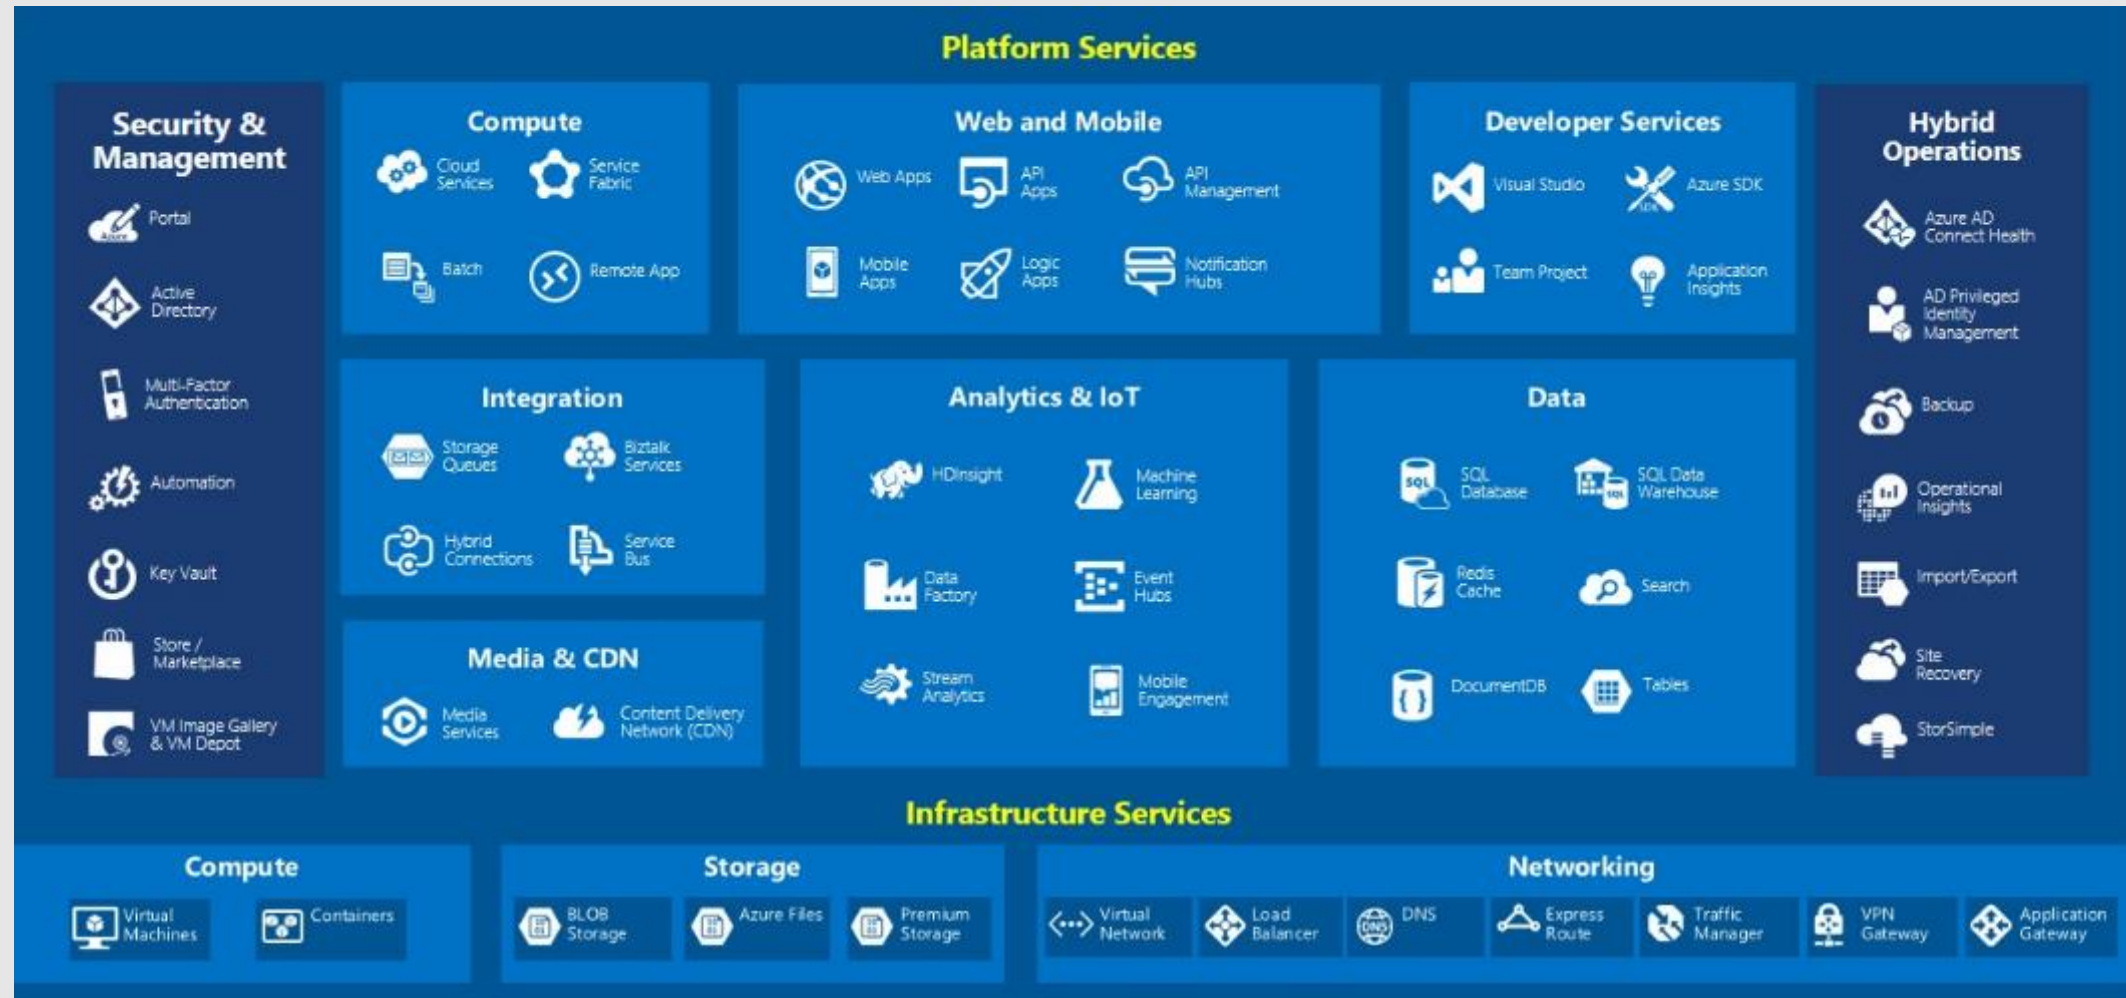 Platform Services
Security &
Management
Portal
Azure
Active
Directory
Multi-Factor
Authentication
Automation
Key Vault
Store /
Marketplace
VM Image Gallery
& VM Depot
Compute
Cloud
Services
Service
Fabric
Batch
Remote App
Web and Mobile
Web Apps
API
Apps
API
Management
Mobile
Apps
Logic
Apps
Notification
Hubs
Developer Services
Visual Studio
SDK
Azure SDK
Team Project
Application
Insights
Hybrid
Operations
Azure AD
Connect Health
AD Privileged
Identity
Management
Backup
Operational
Insights
Import/Export
Site
Recovery
StorSimple
Integration
Storage
Queues
Biztalk
Services
Hybrid
Connections
Service
Bus
Media & CDN
Media
Services
Content Delivery
Network (CDN)
Analytics & IoT
HDInsight
Machine
Learning
Data
Factory
Event
Hubs
Stream
Analytics
Mobile
Engagement
Data
SQL
SQL
Database
SQL
SQL Data
Warehouse
Redis
Cache
Search
DocumentDB
Tables
Infrastructure Services
Compute
Virtual
Machines
Containers
Storage
BLOB
Storage
Azure Files
Premium
Storage
Networking
Virtual
Network
Load
Balancer
DNS
DNS
Express
Route
Traffic
Manager
VPN
Gateway
Application
Gateway